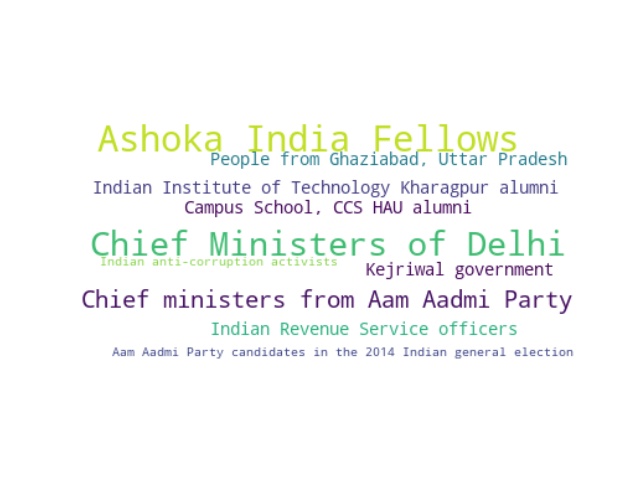 Ashoka India Fellows
People from Ghaziabad, Uttar Pradesh
Indian Institute of Technology Kharagpur alumni
Campus School, CCS HAU alumni
Chief Ministers of Delhi
Indian anti-corruption activists
Kejriwal government
Chief ministers from Aam Aadmi Party
Indian Revenue Service officers
Aam Aadmi Party candidates in the 2014 Indian general election